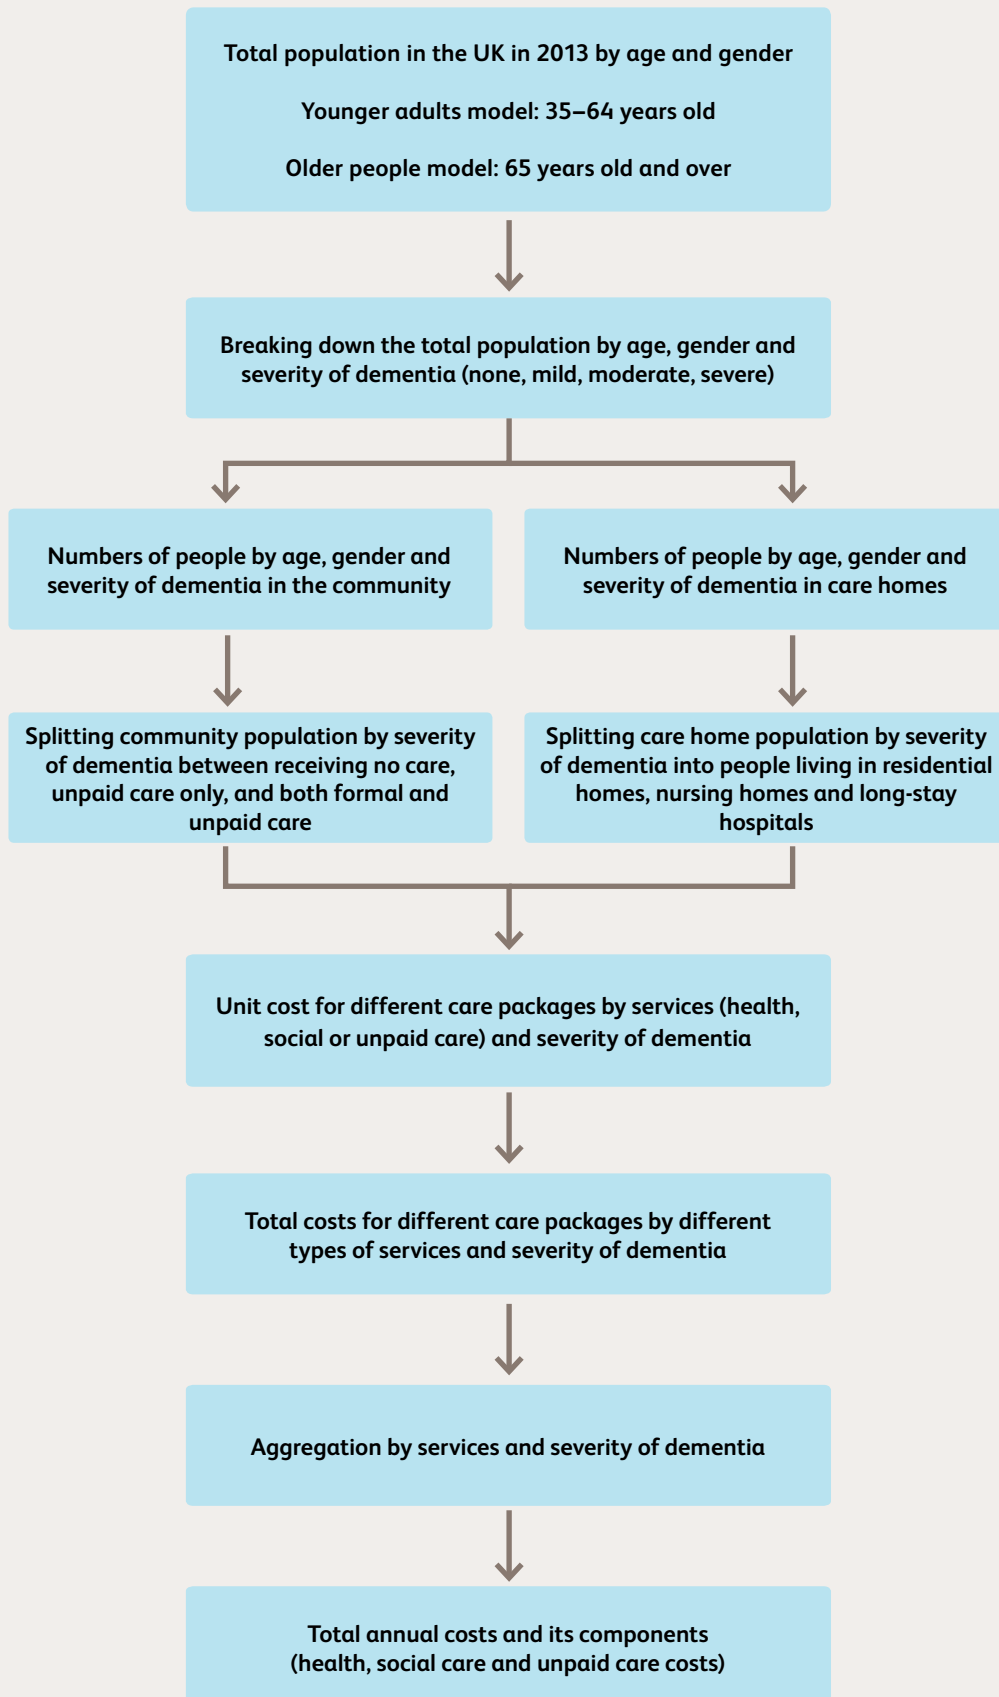 Total population in the UK in 2013 by age and gender
Younger adults model: 35–64 years old
Older people model: 65 years old and over
Breaking down the total population by age, gender and
severity of dementia (none, mild, moderate, severe)
Numbers of people by age, gender and
severity of dementia in the community
Numbers of people by age, gender and
severity of dementia in care homes
Splitting community population by severity
of dementia between receiving no care,
unpaid care only, and both formal and
unpaid care
Splitting care home population by severity
of dementia into people living in residential
homes, nursing homes and long-stay
hospitals
Unit cost for different care packages by services (health,
social or unpaid care) and severity of dementia
Total costs for different care packages by different
types of services and severity of dementia
Aggregation by services and severity of dementia
Total annual costs and its components
(health, social care and unpaid care costs)